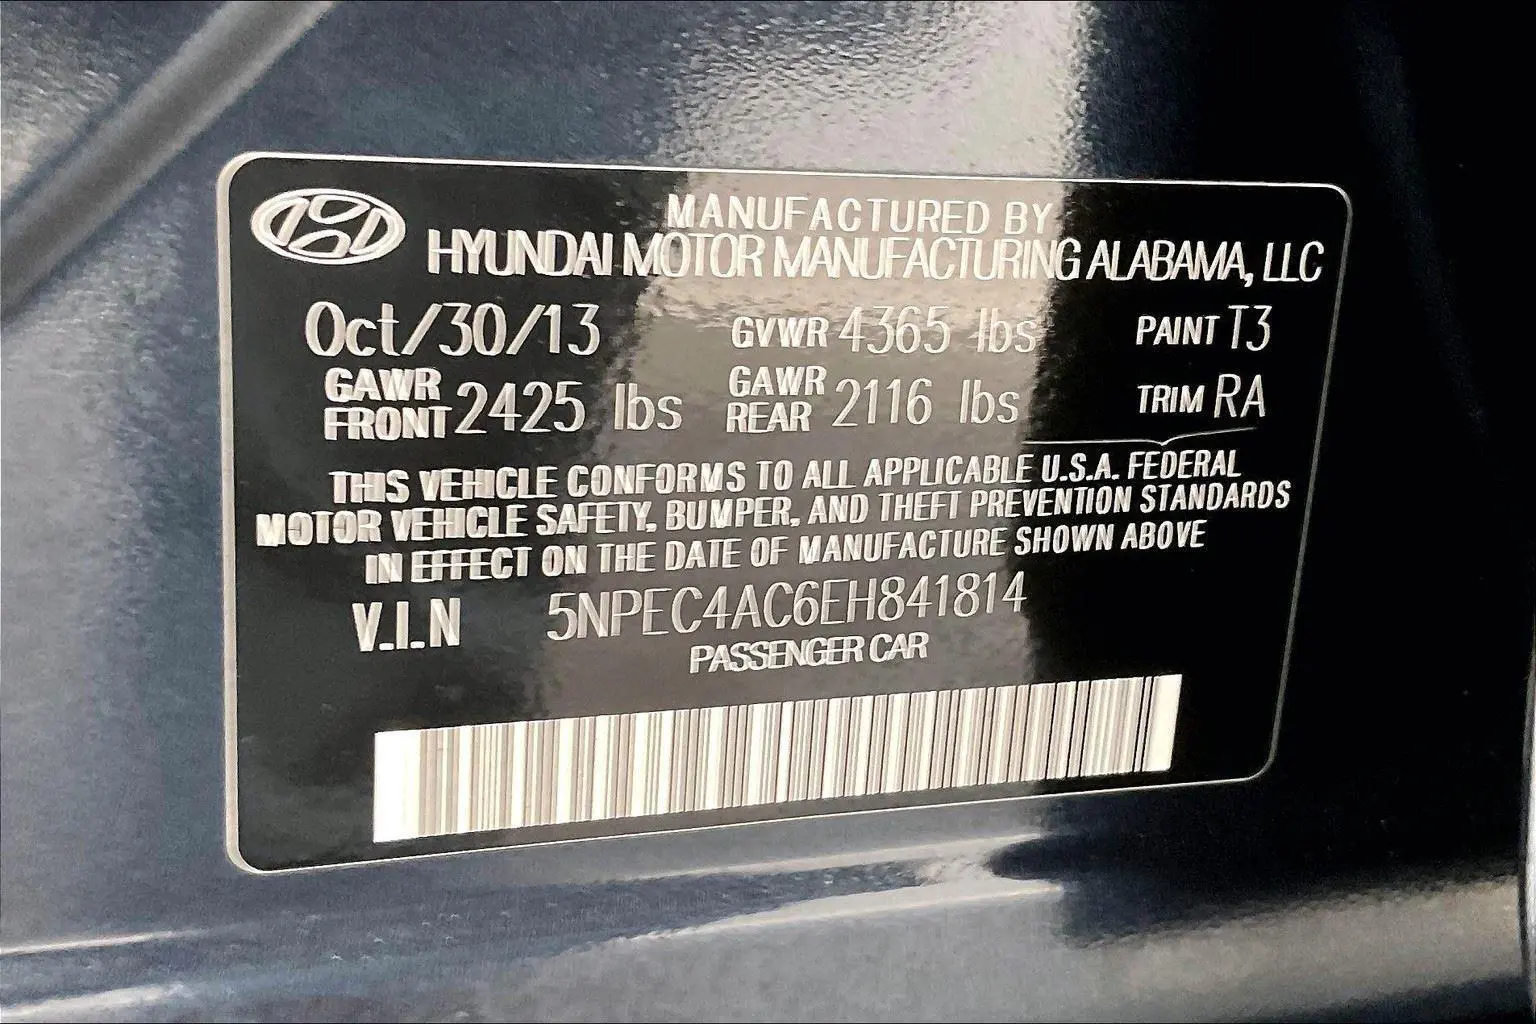 MANUFACTURED BY
HYUNDAI MOTOR MANUFACTURING ALABAMA, LLC
Oct/30/13 GVWR 4365 lbs PAINT T3
GAWR FRONT 2425 lbs GAWR REAR 2116 lbs TRIM RA
THIS VEHICLE CONFORMS TO ALL APPLICABLE U.S.A. FEDERAL
MOTOR VEHICLE SAFETY, BUMPER, AND THEFT PREVENTION STANDARDS
IN EFFECT ON THE DATE OF MANUFACTURE SHOWN ABOVE
V.I.N 5NPEC4AC6EH841814
PASSENGER CAR